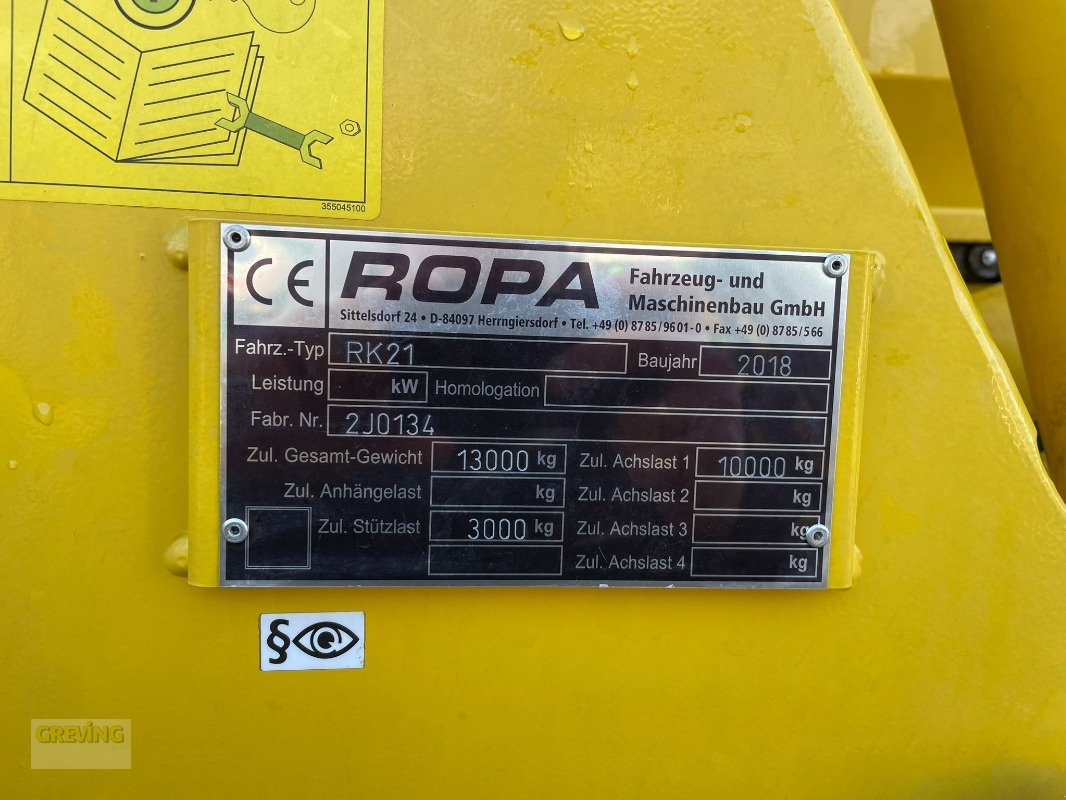 355045100
CE ROPA Fahrzeug- und
Maschinenbau GmbH
Sittelsdorf 24 • D-84097 Herrngiersdorf • Tel. +49 (0) 8785/9601-0 • Fax +49 (0) 8785/566
Fahrz.-Typ RK21 Baujahr 2018
Leistung kW Homologation
Fabr. Nr. 2J0134
Zul. Gesamt-Gewicht 13000 kg Zul. Achslast 1 10000 kg
Zul. Anhängelast kg Zul. Achslast 2 kg
Zul. Stützlast 3000 kg Zul. Achslast 3 kg
Zul. Achslast 4 kg
§
GREVING